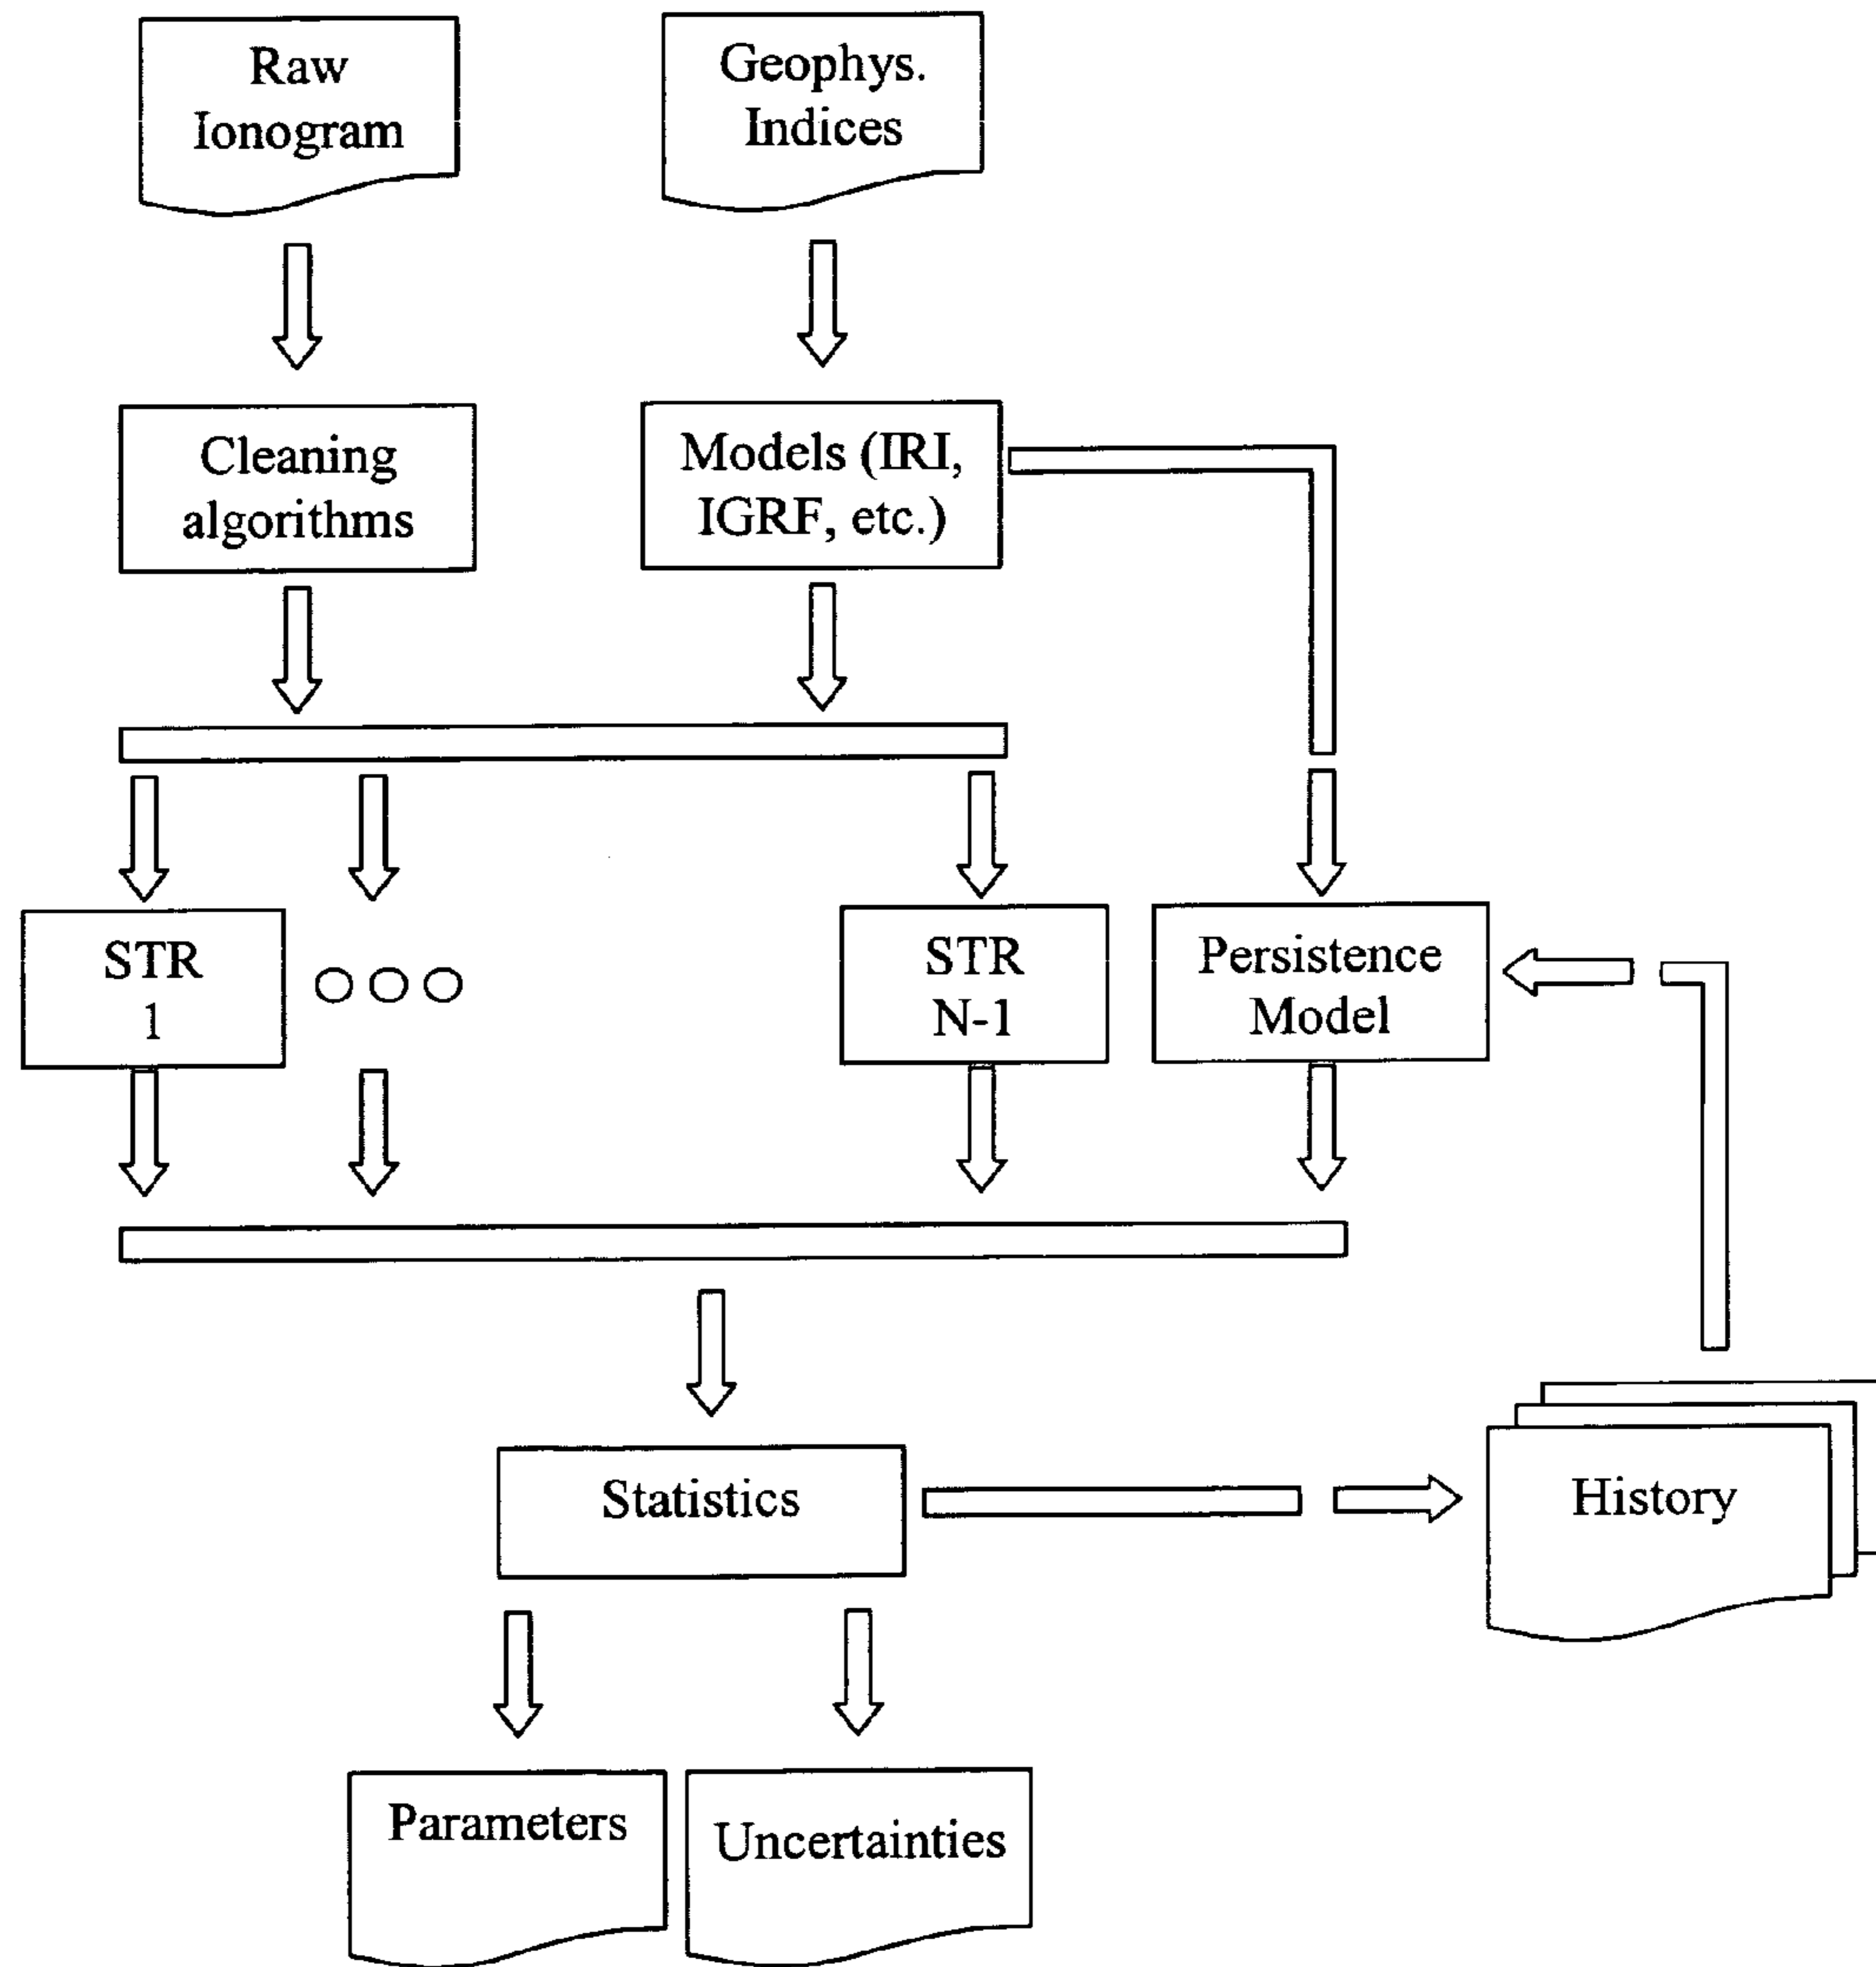 Raw
Ionogram
Geophys.
Indices
Cleaning
algorithms
Models (IRI,
IGRF, etc.)
STR
1
STR
N-1
Persistence
Model
Statistics
History
Parameters
Uncertainties